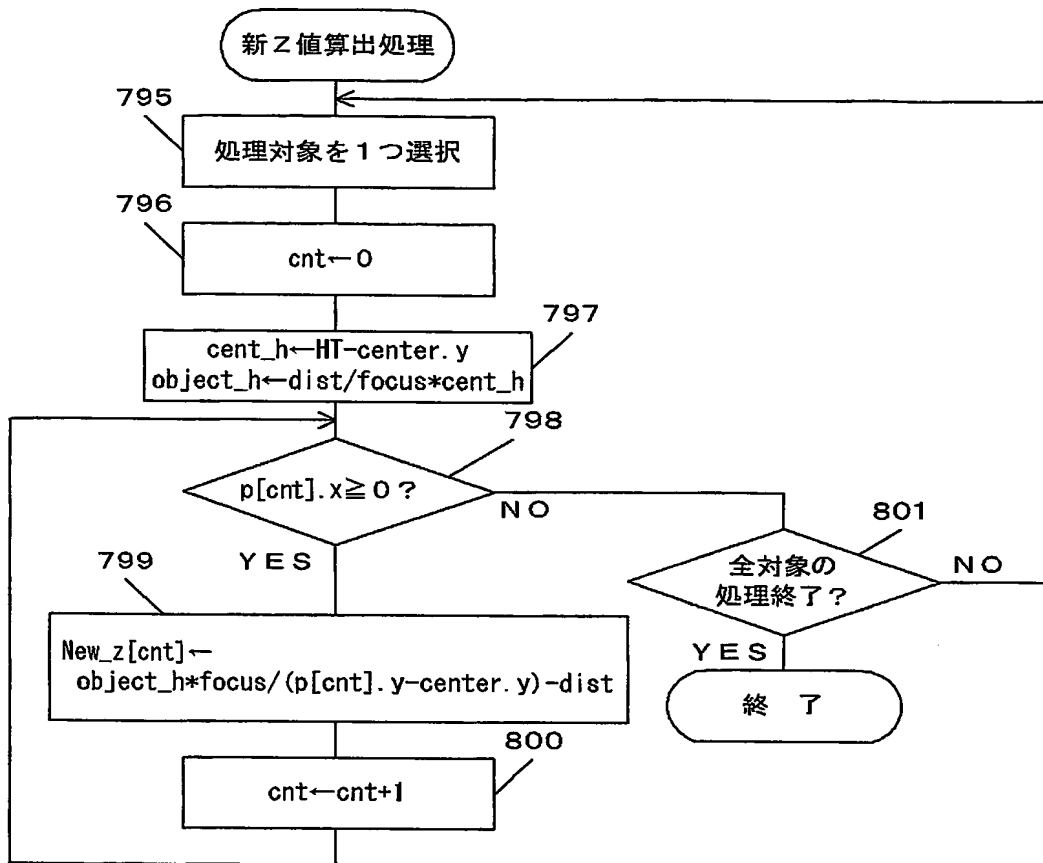 新Z値算出処理
795
処理対象を1つ選択
796
cnt←0
797
cent_h←HT-center.y
object_h←dist/focus*cent_h
798
p[cnt].x≧0?
NO
YES
801
全対象の
処理終了?
NO
YES
799
New_z[cnt]←
object_h*focus/(p[cnt].y-center.y)-dist
終 了
800
cnt←cnt+1